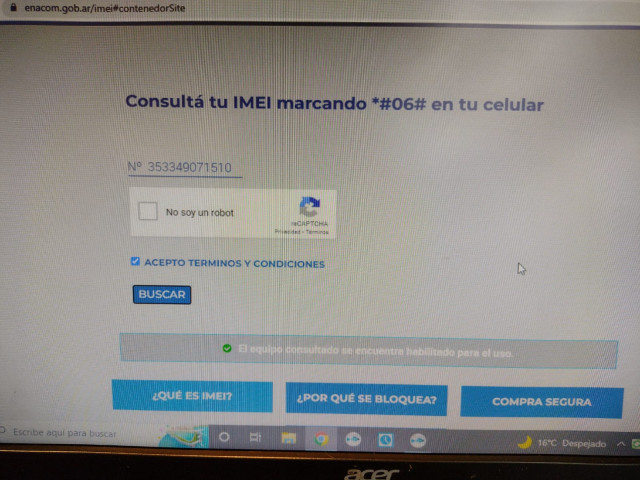 enacom.gob.ar/imei#contenedorSite
Consultá tu IMEI marcando *#06# en tu celular
Nº 353349071510
No soy un robot
reCAPTCHA
Privacidad - Términos
ACEPTO TERMINOS Y CONDICIONES
BUSCAR
El equipo consultado se encuentra habilitado para el uso.
¿QUÉ ES IMEI?
¿POR QUÉ SE BLOQUEA?
COMPRA SEGURA
Escribe aquí para buscar
16°C Despejado
acer